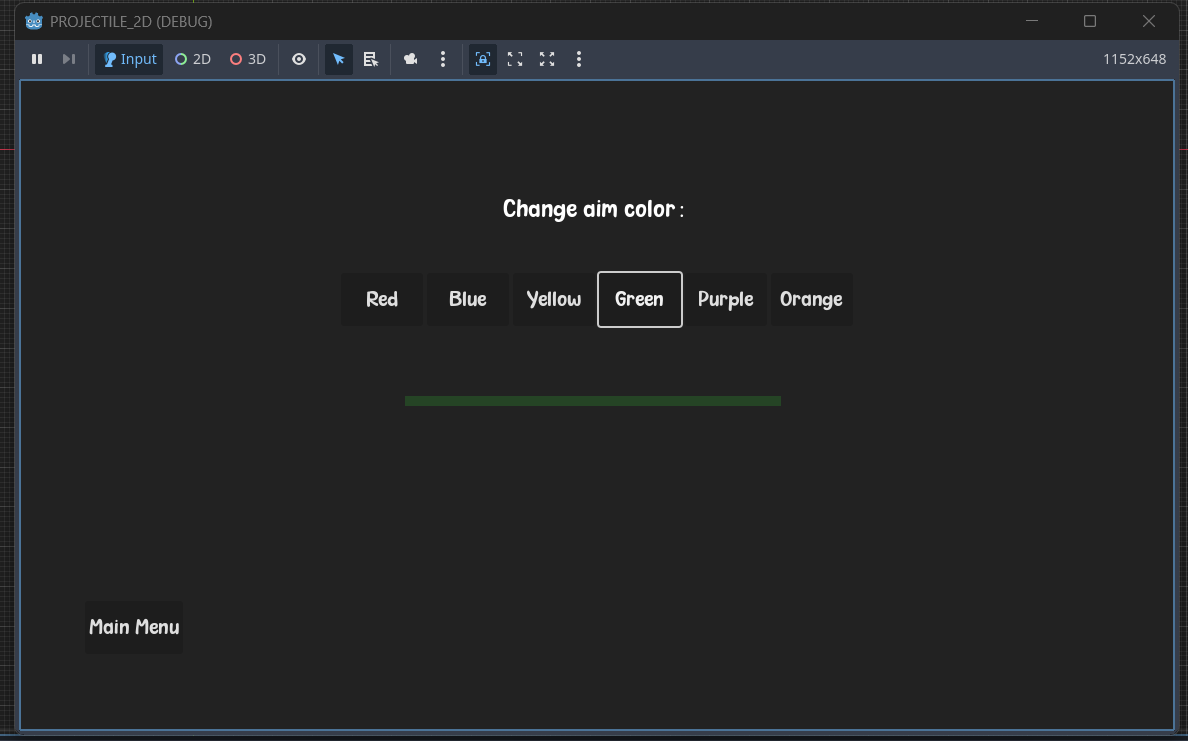 PROJECTILE_2D (DEBUG)
Input 2D 3D 1152x648
Change aim color :
Red Blue Yellow Green Purple Orange
Main Menu